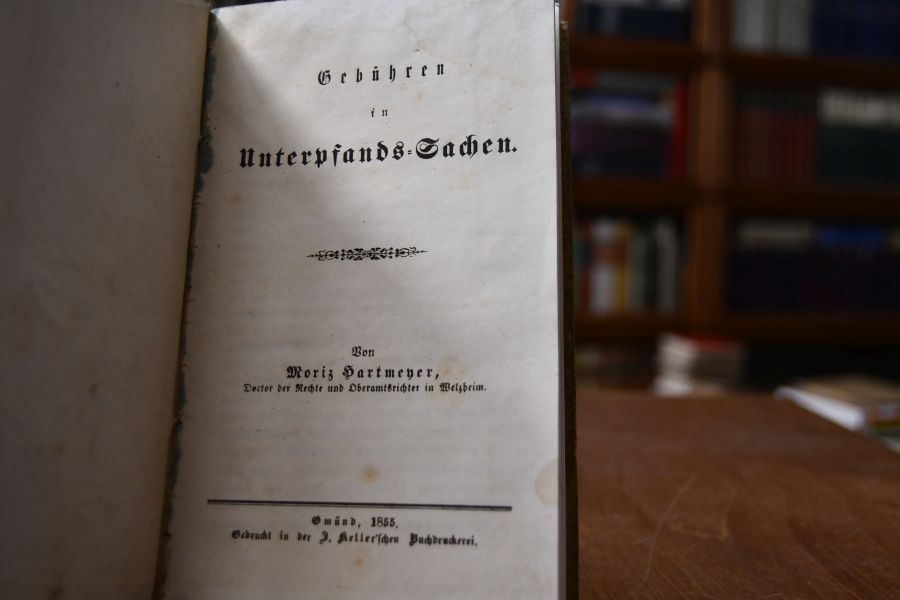 Gebühren
in
Unterpfands-Sachen.
Von
Moriz Hartmeyer,
Doctor der Rechte und Oberamtsrichter in Welzheim.
Gmünd, 1855.
Gedruckt in der J. Keller'schen Buchdruckerei.